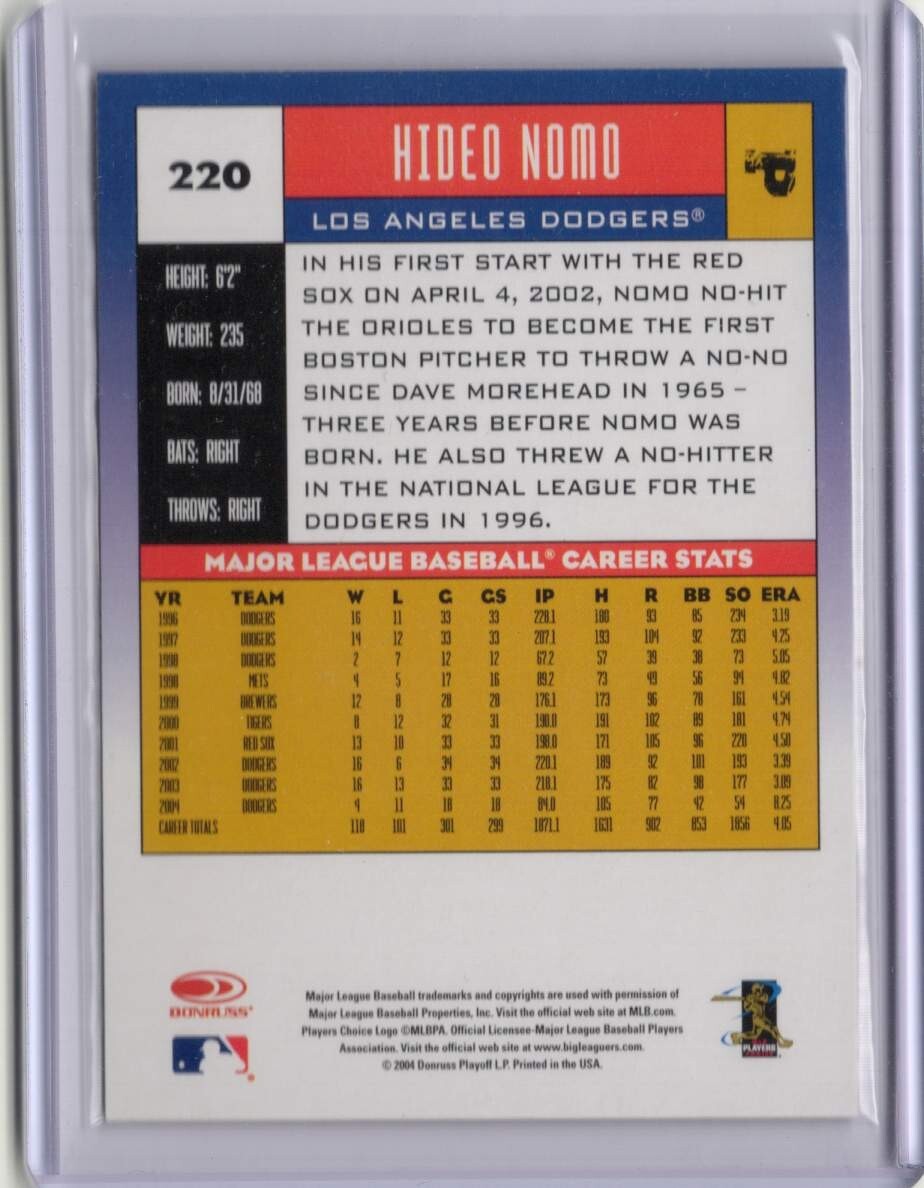 220
HIDEO NOMO
P
LOS ANGELES DODGERS®
HEIGHT: 6'2"
WEIGHT: 235
BORN: 8/31/68
BATS: RIGHT
THROWS: RIGHT
IN HIS FIRST START WITH THE RED
SOX ON APRIL 4, 2002, NOMO NO-HIT
THE ORIOLES TO BECOME THE FIRST
BOSTON PITCHER TO THROW A NO-NO
SINCE DAVE MOREHEAD IN 1965 –
THREE YEARS BEFORE NOMO WAS
BORN. HE ALSO THREW A NO-HITTER
IN THE NATIONAL LEAGUE FOR THE
DODGERS IN 1996.
MAJOR LEAGUE BASEBALL® CAREER STATS
YR TEAM W L G GS IP H R BB SO ERA
1996 DODGERS 16 11 33 33 228.1 180 93 85 234 3.19
1997 DODGERS 14 12 33 33 207.1 193 104 92 233 4.25
1998 DODGERS 2 7 12 12 67.2 57 39 38 73 5.05
1998 METS 4 5 17 16 89.2 73 49 56 94 4.82
1999 BREWERS 12 8 28 28 176.1 173 96 78 161 4.54
2000 TIGERS 8 12 32 31 190.0 191 102 89 181 4.74
2001 RED SOX 13 10 33 33 198.0 171 105 96 220 4.50
2002 DODGERS 16 6 34 34 220.1 189 92 101 193 3.39
2003 DODGERS 16 13 33 33 218.1 175 82 98 177 3.09
2004 DODGERS 4 11 18 18 84.0 105 77 42 54 8.25
CAREER TOTALS 118 101 301 299 1871.1 1631 902 853 1856 4.05
DONRUSS®
Major League Baseball trademarks and copyrights are used with permission of
Major League Baseball Properties, Inc. Visit the official web site at MLB.com.
Players Choice Logo ©MLBPA. Official Licensee-Major League Baseball Players
Association. Visit the official web site at www.bigleaguers.com.
© 2004 Donruss Playoff L.P. Printed in the USA.
PLAYERS